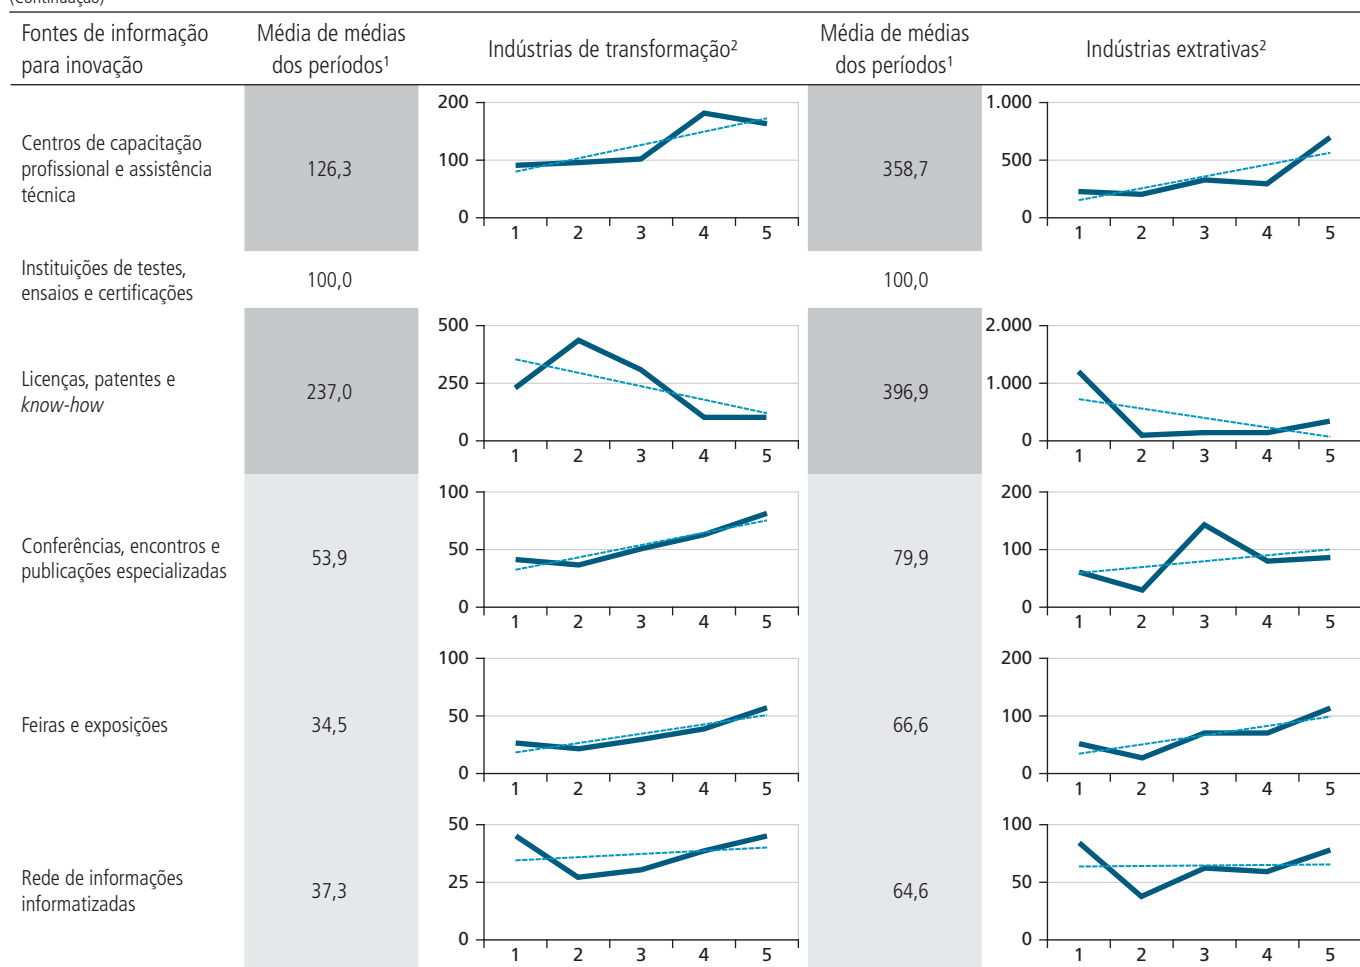 (Continuação)
Fontes de informação
para inovação
Média de médias
dos períodos¹
Indústrias de transformação²
Média de médias
dos períodos¹
Indústrias extrativas²
Centros de capacitação
profissional e assistência
técnica
126,3
200
100
0
1 2 3 4 5
358,7
1.000
500
0
1 2 3 4 5
Instituições de testes,
ensaios e certificações
100,0
100,0
Licenças, patentes e
know-how
237,0
500
250
0
1 2 3 4 5
396,9
2.000
1.000
0
1 2 3 4 5
Conferências, encontros e
publicações especializadas
53,9
100
50
0
1 2 3 4 5
79,9
200
100
0
1 2 3 4 5
Feiras e exposições
34,5
100
50
0
1 2 3 4 5
66,6
200
100
0
1 2 3 4 5
Rede de informações
informatizadas
37,3
50
25
0
1 2 3 4 5
64,6
100
50
0
1 2 3 4 5